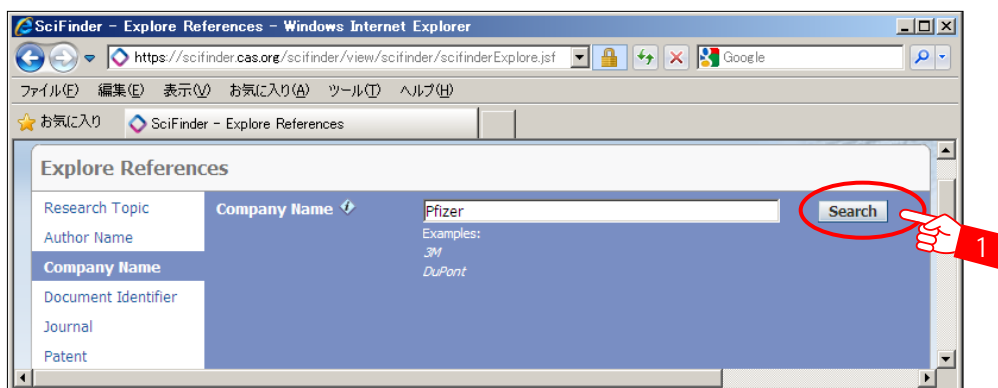 SciFinder - Explore References - Windows Internet Explorer
https://scifinder.cas.org/scifinder/view/scifinder/scifinderExplore.jsf
Google
ファイル(F) 編集(E) 表示(V) お気に入り(A) ツール(T) ヘルプ(H)
お気に入り SciFinder - Explore References
Explore References
Research Topic
Author Name
Company Name
Document Identifier
Journal
Patent
Company Name
Pfizer
Search
Examples:
3M
DuPont
1